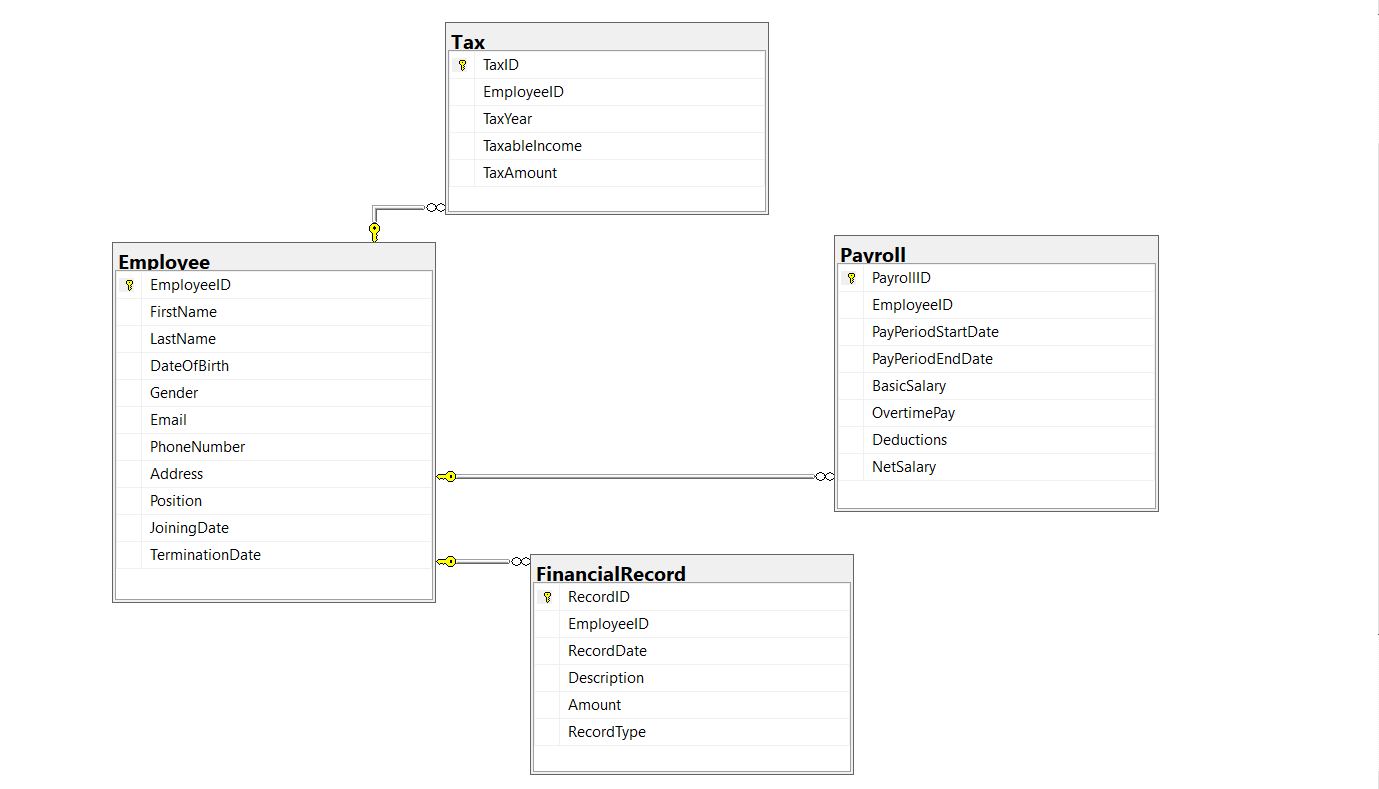 Tax
TaxID
EmployeeID
TaxYear
TaxableIncome
TaxAmount
Employee
EmployeeID
FirstName
LastName
DateOfBirth
Gender
Email
PhoneNumber
Address
Position
JoiningDate
TerminationDate
Payroll
PayrollID
EmployeeID
PayPeriodStartDate
PayPeriodEndDate
BasicSalary
OvertimePay
Deductions
NetSalary
FinancialRecord
RecordID
EmployeeID
RecordDate
Description
Amount
RecordType